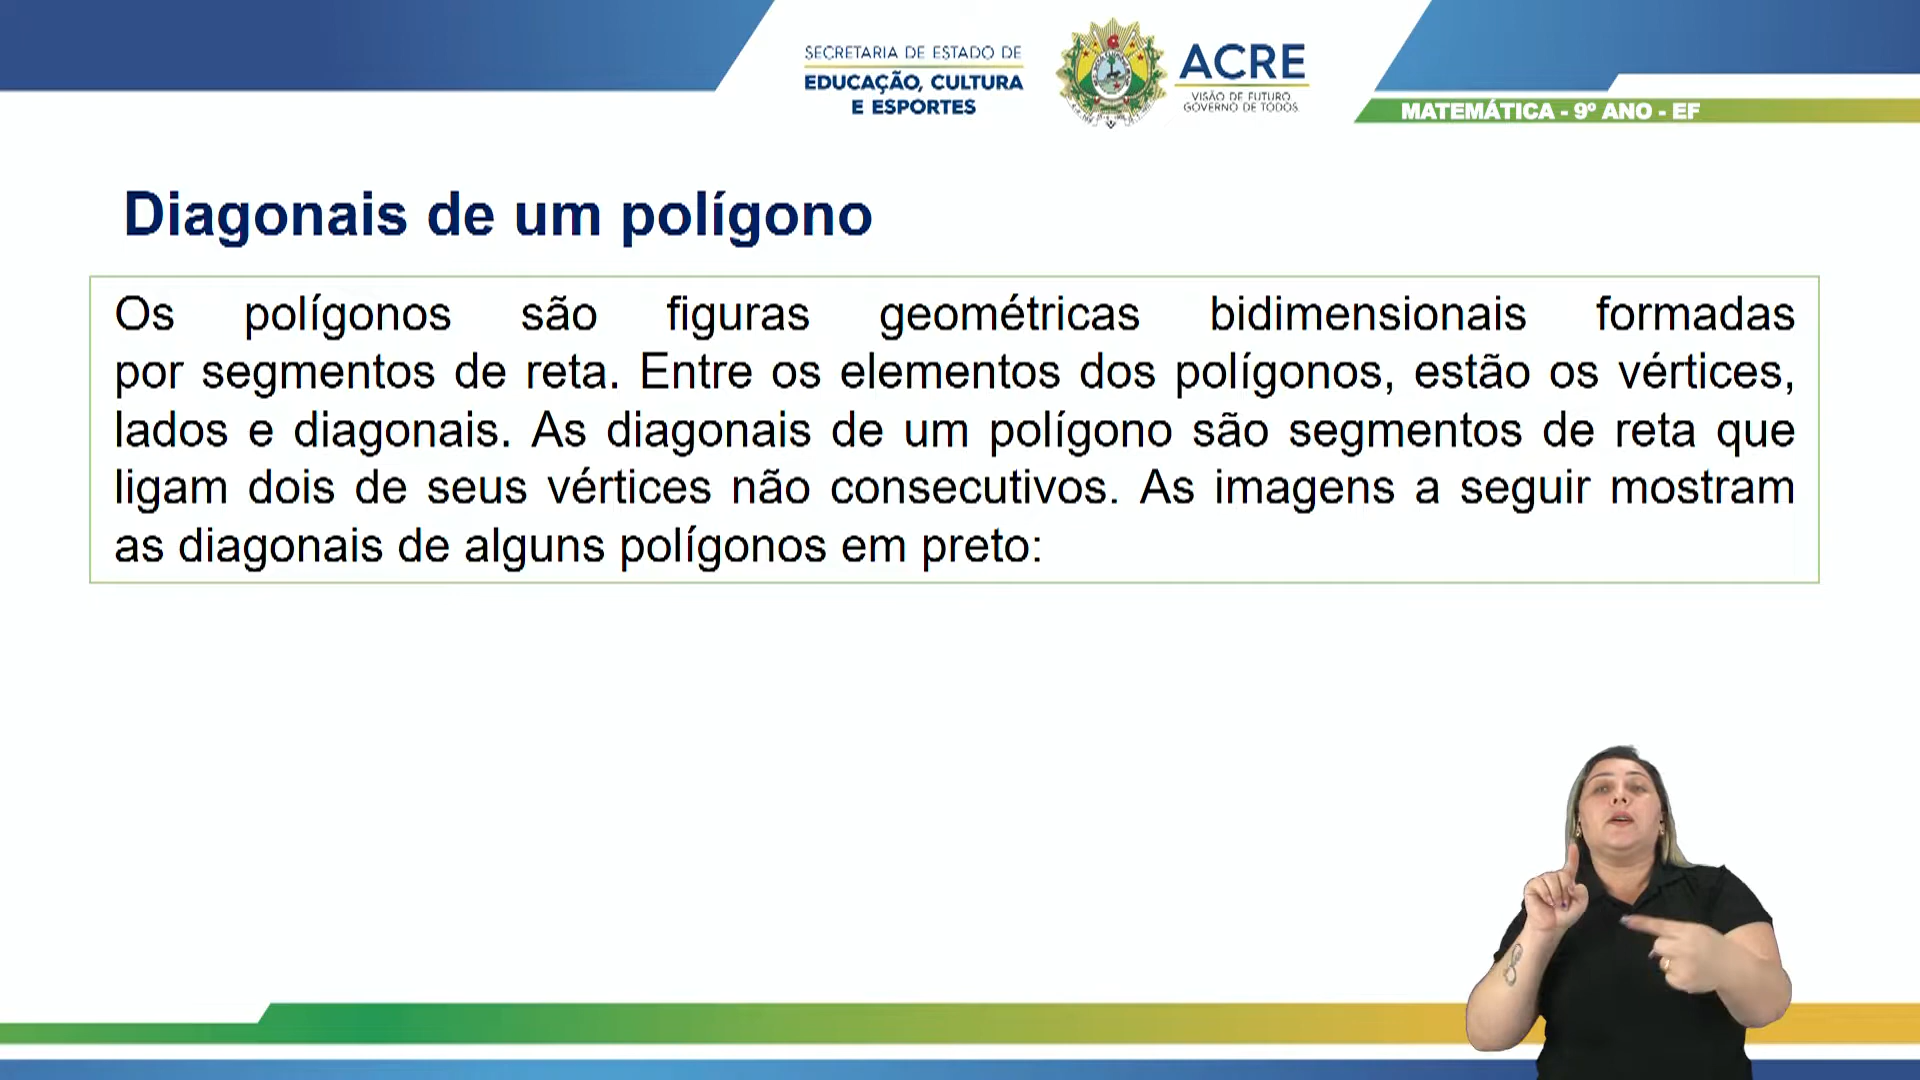 SECRETARIA DE ESTADO DE
EDUCAÇÃO, CULTURA
E ESPORTES
ACRE
VISÃO DE FUTURO
GOVERNO DE TODOS
MATEMÁTICA - 9º ANO - EF
Diagonais de um polígono
Os polígonos são figuras geométricas bidimensionais formadas
por segmentos de reta. Entre os elementos dos polígonos, estão os vértices,
lados e diagonais. As diagonais de um polígono são segmentos de reta que
ligam dois de seus vértices não consecutivos. As imagens a seguir mostram
as diagonais de alguns polígonos em preto: